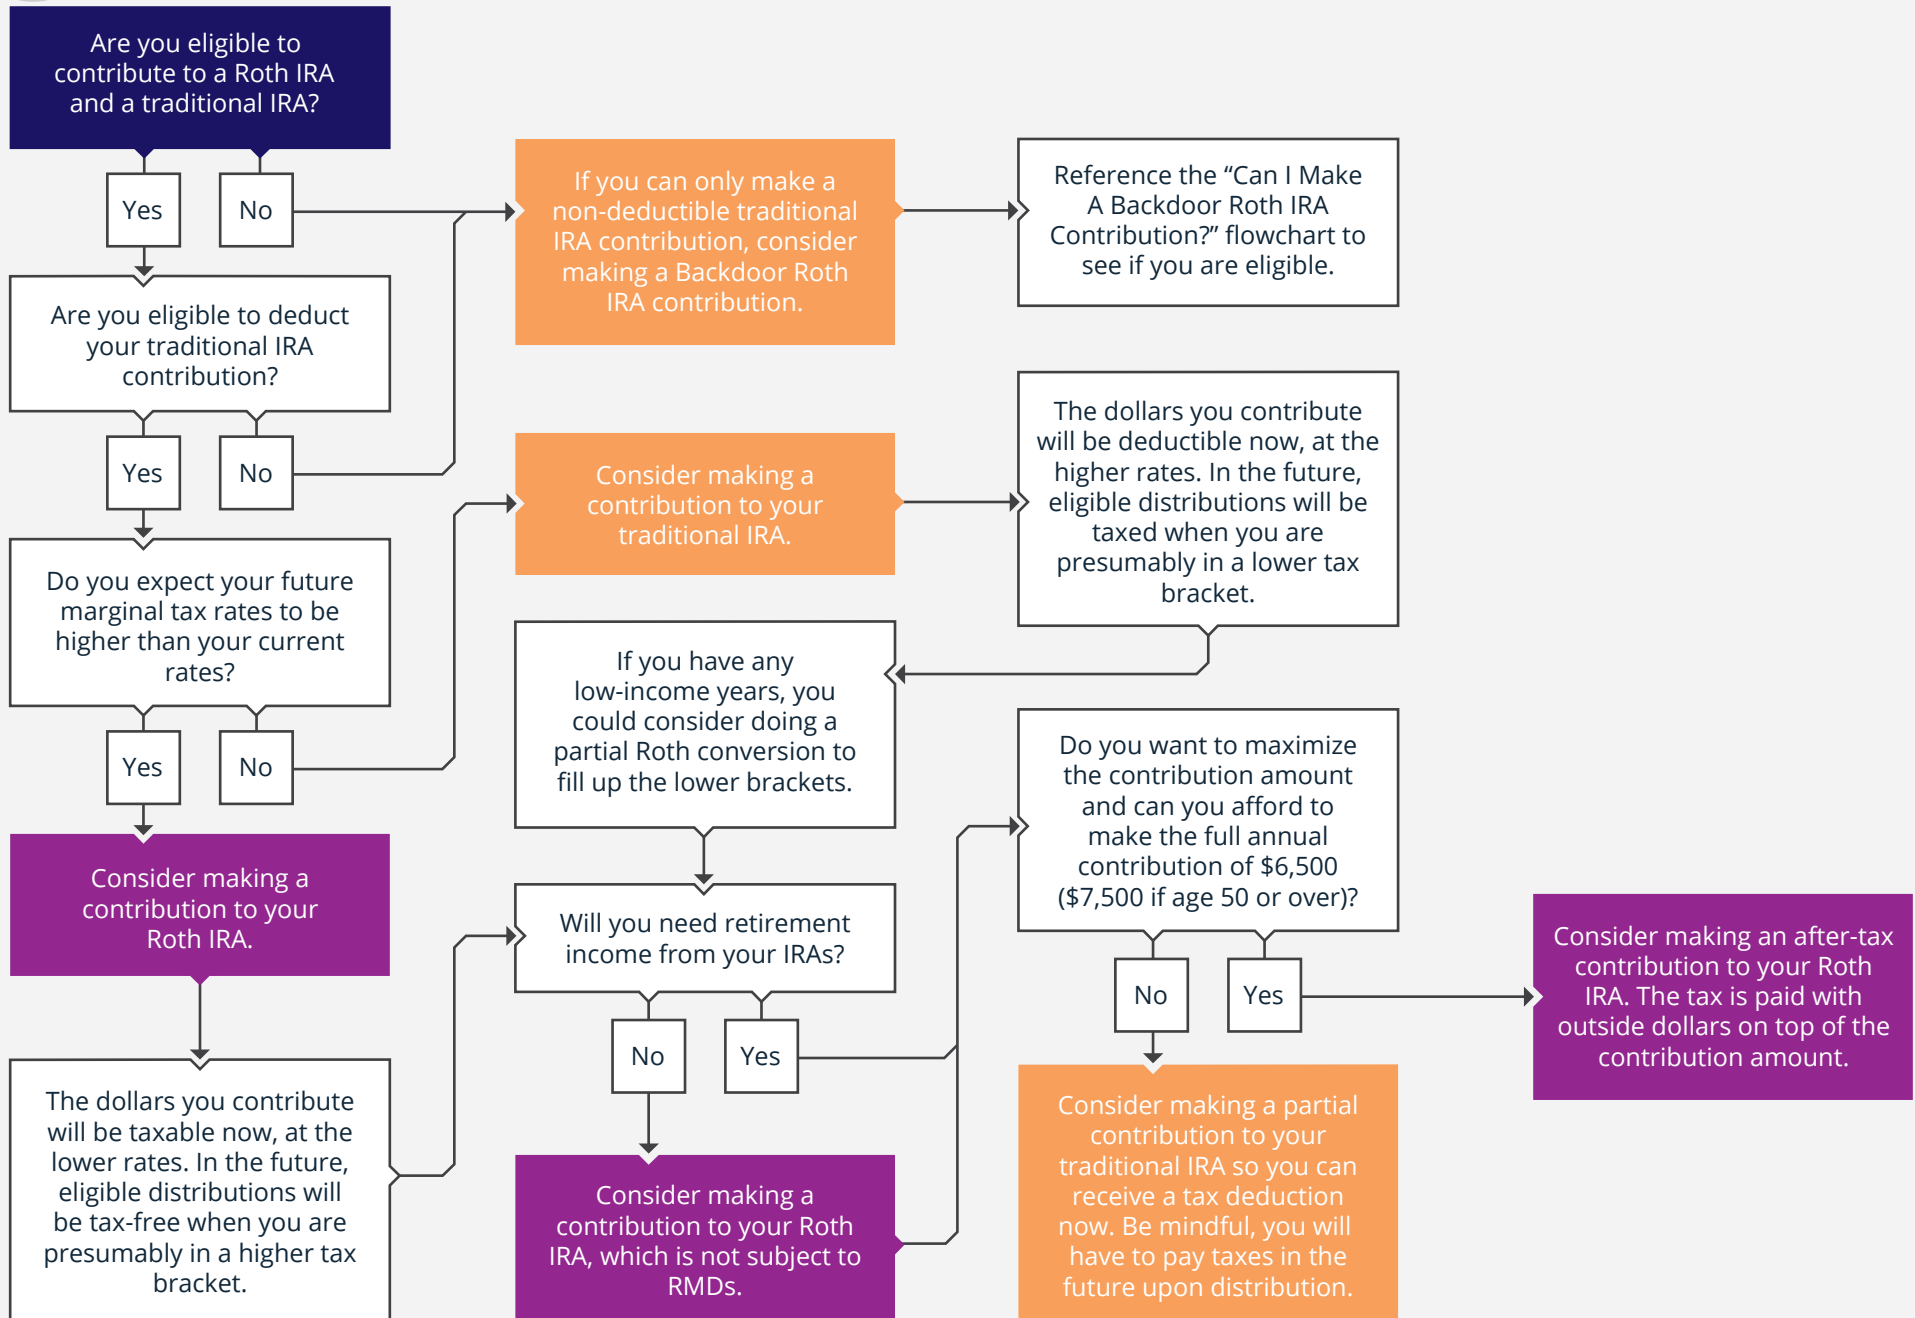 Are you eligible to
contribute to a Roth IRA
and a traditional IRA?
Yes
No
Are you eligible to deduct
your traditional IRA
contribution?
Yes
No
Do you expect your future
marginal tax rates to be
higher than your current
rates?
Yes
No
Consider making a
contribution to your
Roth IRA.
The dollars you contribute
will be taxable now, at the
lower rates. In the future,
eligible distributions will
be tax-free when you are
presumably in a higher tax
bracket.
If you can only make a
non-deductible traditional
IRA contribution, consider
making a Backdoor Roth
IRA contribution.
Reference the “Can I Make
A Backdoor Roth IRA
Contribution?” flowchart to
see if you are eligible.
Consider making a
contribution to your
traditional IRA.
The dollars you contribute
will be deductible now, at the
higher rates. In the future,
eligible distributions will be
taxed when you are
presumably in a lower tax
bracket.
If you have any
low-income years, you
could consider doing a
partial Roth conversion to
fill up the lower brackets.
Will you need retirement
income from your IRAs?
No
Yes
Consider making a
contribution to your Roth
IRA, which is not subject to
RMDs.
Do you want to maximize
the contribution amount
and can you afford to
make the full annual
contribution of $6,500
($7,500 if age 50 or over)?
No
Yes
Consider making a partial
contribution to your
traditional IRA so you can
receive a tax deduction
now. Be mindful, you will
have to pay taxes in the
future upon distribution.
Consider making an after-tax
contribution to your Roth
IRA. The tax is paid with
outside dollars on top of the
contribution amount.